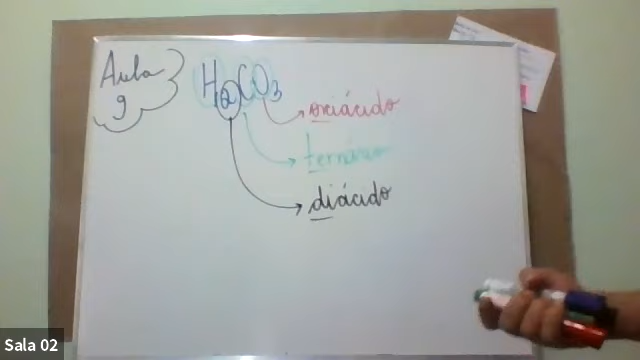 Aula
9
H2CO3
oxiácido
ternário
diácido
Sala 02